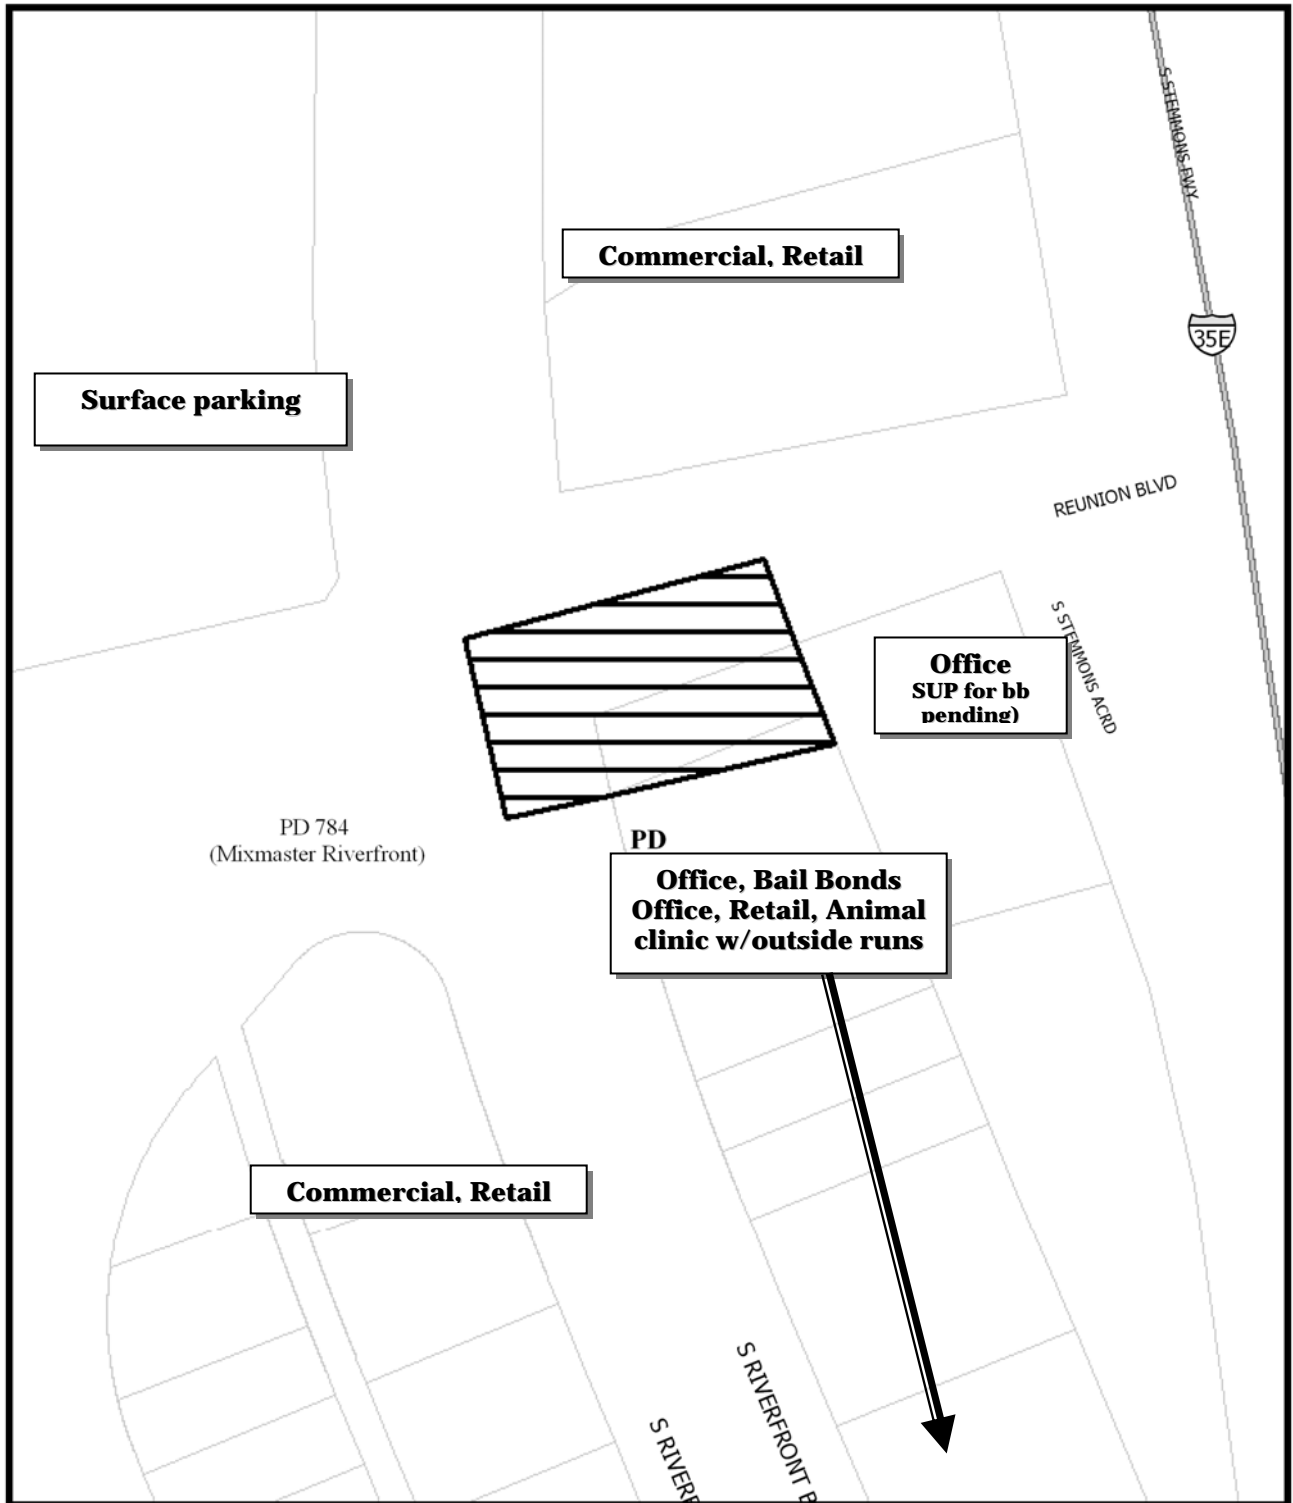 S STEMMONS FWY
Commercial, Retail
35E
Surface parking
REUNION BLVD
S STEMMONS ACRD
Office
SUP for bb
pending)
PD 784
(Mixmaster Riverfront)
PD
Office, Bail Bonds
Office, Retail, Animal
clinic w/outside runs
Commercial, Retail
S RIVERFRONT B
S RIVERF